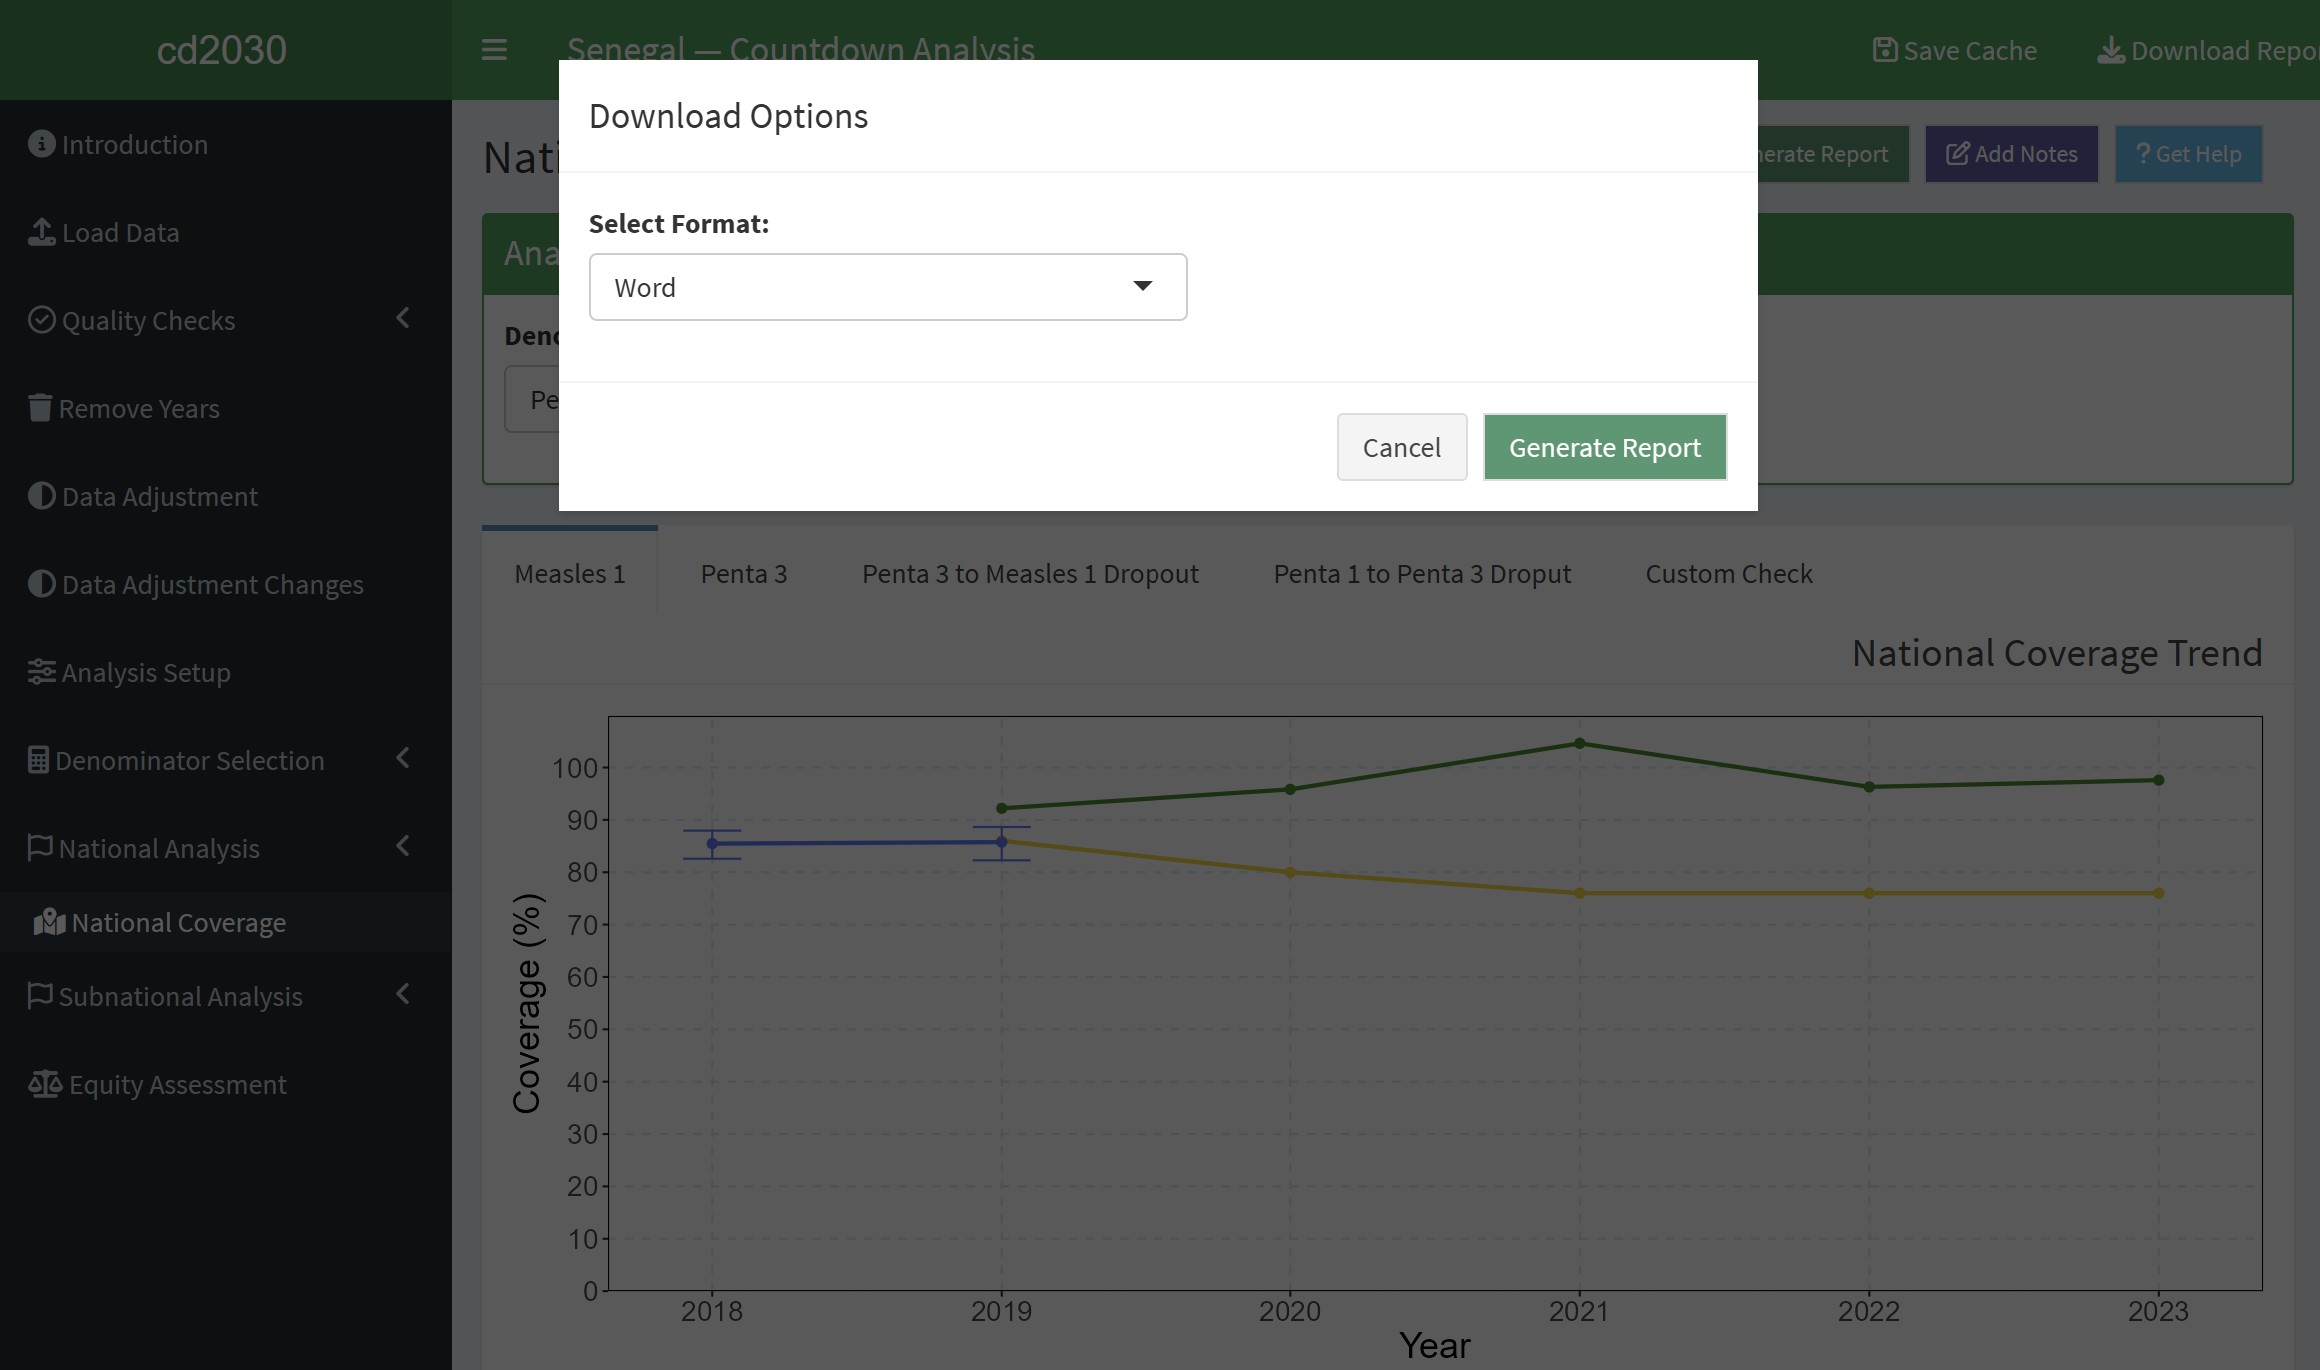 cd2030
Senegal — Countdown Analysis
Save Cache
Download Repor
Introduction
Load Data
Quality Checks
Remove Years
Data Adjustment
Data Adjustment Changes
Analysis Setup
Denominator Selection
National Analysis
National Coverage
Subnational Analysis
Equity Assessment
Download Options
Select Format:
Word
Cancel
Generate Report
Nati
nerate Report
Add Notes
? Get Help
Ana
Deno
Pe
Measles 1
Penta 3
Penta 3 to Measles 1 Dropout
Penta 1 to Penta 3 Droput
Custom Check
National Coverage Trend
Coverage (%)
100
90
80
70
60
50
40
30
20
10
0
2018 2019 2020 2021 2022 2023
Year